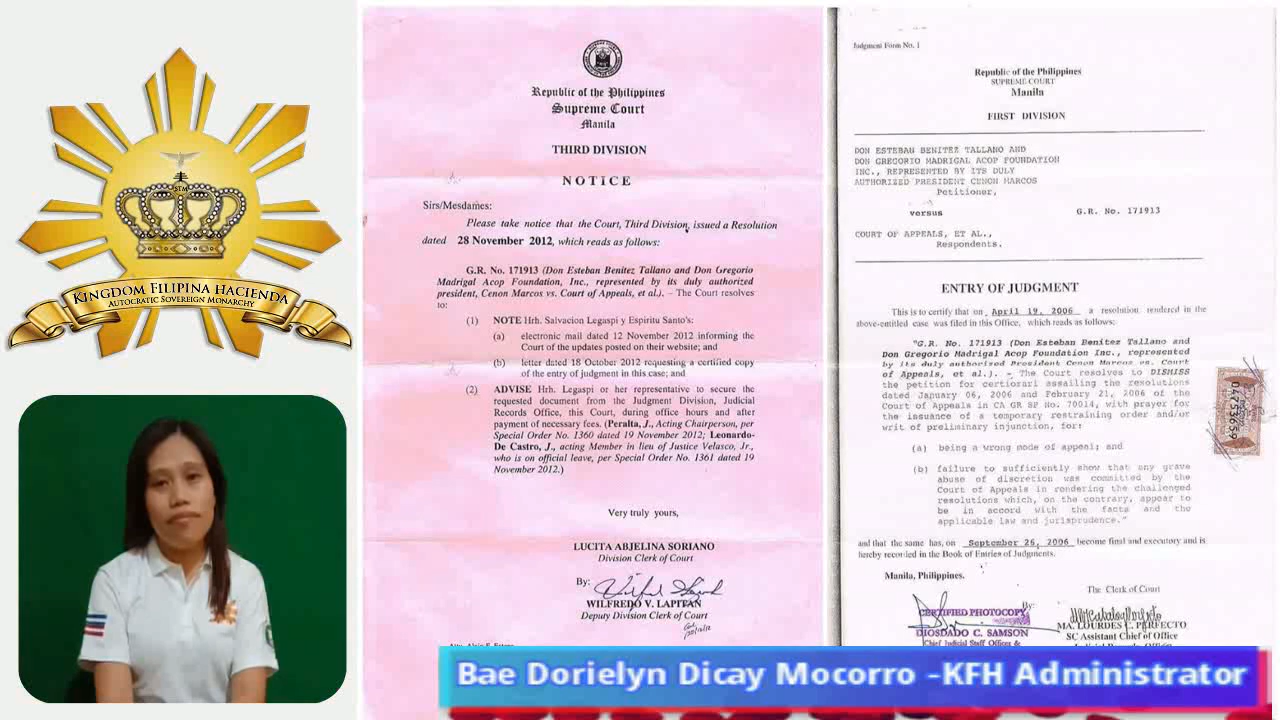 STM
KINGDOM FILIPINA HACIENDA
AUTOCRATIC SOVEREIGN MONARCHY
Republic of the Philippines
Supreme Court
Manila
THIRD DIVISION
NOTICE
Sirs/Mesdames:
Please take notice that the Court, Third Division, issued a Resolution
dated 28 November 2012, which reads as follows:
G.R. No. 171913 (Don Esteban Benitez Tallano and Don Gregorio
Madrigal Acop Foundation, Inc., represented by its duly authorized
president, Cenon Marcos vs. Court of Appeals, et al.). – The Court resolves
to:
(1) NOTE Hrh. Salvacion Legaspi y Espiritu Santo's:
(a) electronic mail dated 12 November 2012 informing the
Court of the updates posted on their website; and
(b) letter dated 18 October 2012 requesting a certified copy
of the entry of judgment in this case; and
(2) ADVISE Hrh. Legaspi or her representative to secure the
requested document from the Judgment Division, Judicial
Records Office, this Court, during office hours and after
payment of necessary fees. (Peralta, J., Acting Chairperson, per
Special Order No. 1360 dated 19 November 2012; Leonardo-
De Castro, J., acting Member in lieu of Justice Velasco, Jr.,
who is on official leave, per Special Order No. 1361 dated 19
November 2012.)
Very truly yours,
LUCITA ABJELINA SORIANO
Division Clerk of Court
By:
WILFREDO V. LAPITAN
Deputy Division Clerk of Court
Judgment Form No. 1
Republic of the Philippines
SUPREME COURT
Manila
FIRST DIVISION
DON ESTEBAN BENITEZ TALLANO AND
DON GREGORIO MADRIGAL ACOP FOUNDATION
INC., REPRESENTED BY ITS DULY
AUTHORIZED PRESIDENT CENON MARCOS
Petitioner,
versus G.R. No. 171913
COURT OF APPEALS, ET AL.,
Respondents.
ENTRY OF JUDGMENT
This is to certify that on April 19, 2006 a resolution rendered in the
above-entitled case was filed in this Office, which reads as follows:
"G.R. No. 171913 (Don Esteban Benitez Tallano and
Don Gregorio Madrigal Acop Foundation Inc., represented
by its duly authorized President Cenon Marcos vs. Court
of Appeals, et al.). – The Court resolves to DISMISS
the petition for certiorari assailing the resolutions
dated January 06, 2006 and February 21, 2006 of the
Court of Appeals in CA GR SP No. 70014, with prayer for
the issuance of a temporary restraining order and/or
writ of preliminary injunction, for:
(a) being a wrong mode of appeal; and
(b) failure to sufficiently show that any grave
abuse of discretion was committed by the
Court of Appeals in rendering the challenged
resolutions which, on the contrary, appear to
be in accord with the facts and the
applicable law and jurisprudence."
and that the same has, on September 26, 2006 become final and executory and is
hereby recorded in the Book of Entries of Judgments.
Manila, Philippines.
The Clerk of Court
By:
CERTIFIED PHOTOCOPY
DIOSDADO C. SAMSON
Chief Judicial Staff Officer &
MA. LOURDES C. PERFECTO
SC Assistant Chief of Office
Bae Dorielyn Dicay Mocorro -KFH Administrator